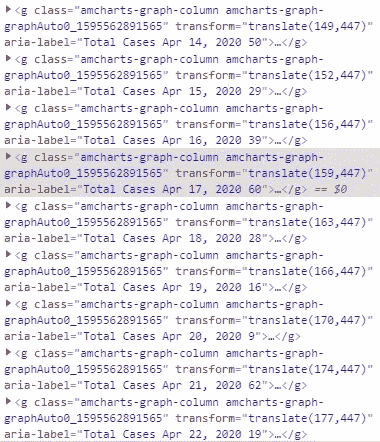 ▶<g class="amcharts-graph-column amcharts-graph-
graphAuto0_1595562891565" transform="translate(149,447)"
aria-label="Total Cases Apr 14, 2020 50">…</g>
▶<g class="amcharts-graph-column amcharts-graph-
graphAuto0_1595562891565" transform="translate(152,447)"
aria-label="Total Cases Apr 15, 2020 29">…</g>
▶<g class="amcharts-graph-column amcharts-graph-
graphAuto0_1595562891565" transform="translate(156,447)"
aria-label="Total Cases Apr 16, 2020 39">…</g>
▶<g class="amcharts-graph-column amcharts-graph-
graphAuto0_1595562891565" transform="translate(159,447)"
aria-label="Total Cases Apr 17, 2020 60">…</g> == $0
▶<g class="amcharts-graph-column amcharts-graph-
graphAuto0_1595562891565" transform="translate(163,447)"
aria-label="Total Cases Apr 18, 2020 28">…</g>
▶<g class="amcharts-graph-column amcharts-graph-
graphAuto0_1595562891565" transform="translate(166,447)"
aria-label="Total Cases Apr 19, 2020 16">…</g>
▶<g class="amcharts-graph-column amcharts-graph-
graphAuto0_1595562891565" transform="translate(170,447)"
aria-label="Total Cases Apr 20, 2020 9">…</g>
▶<g class="amcharts-graph-column amcharts-graph-
graphAuto0_1595562891565" transform="translate(174,447)"
aria-label="Total Cases Apr 21, 2020 62">…</g>
▶<g class="amcharts-graph-column amcharts-graph-
graphAuto0_1595562891565" transform="translate(177,447)"
aria-label="Total Cases Apr 22, 2020 19">…</g>